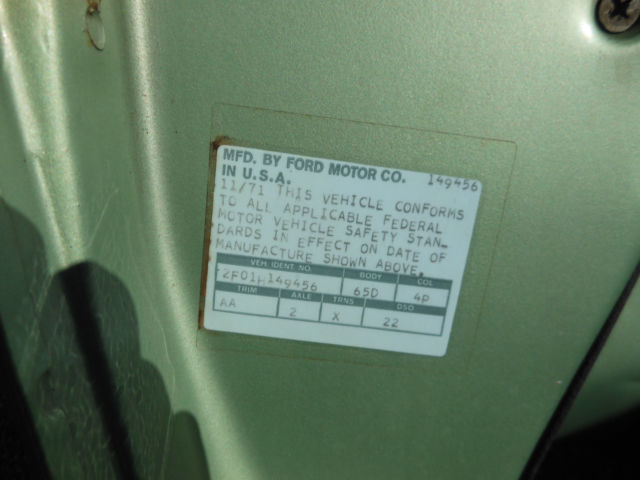 MFD. BY FORD MOTOR CO. 149456
IN U.S.A.
11/71 THIS VEHICLE CONFORMS
TO ALL APPLICABLE FEDERAL
MOTOR VEHICLE SAFETY STAN-
DARDS IN EFFECT ON DATE OF
MANUFACTURE SHOWN ABOVE.
VEH. IDENT NO. BODY COL
2F01H149456 65D 4P
TRIM AXLE TRNS DSO
AA 2 X 22